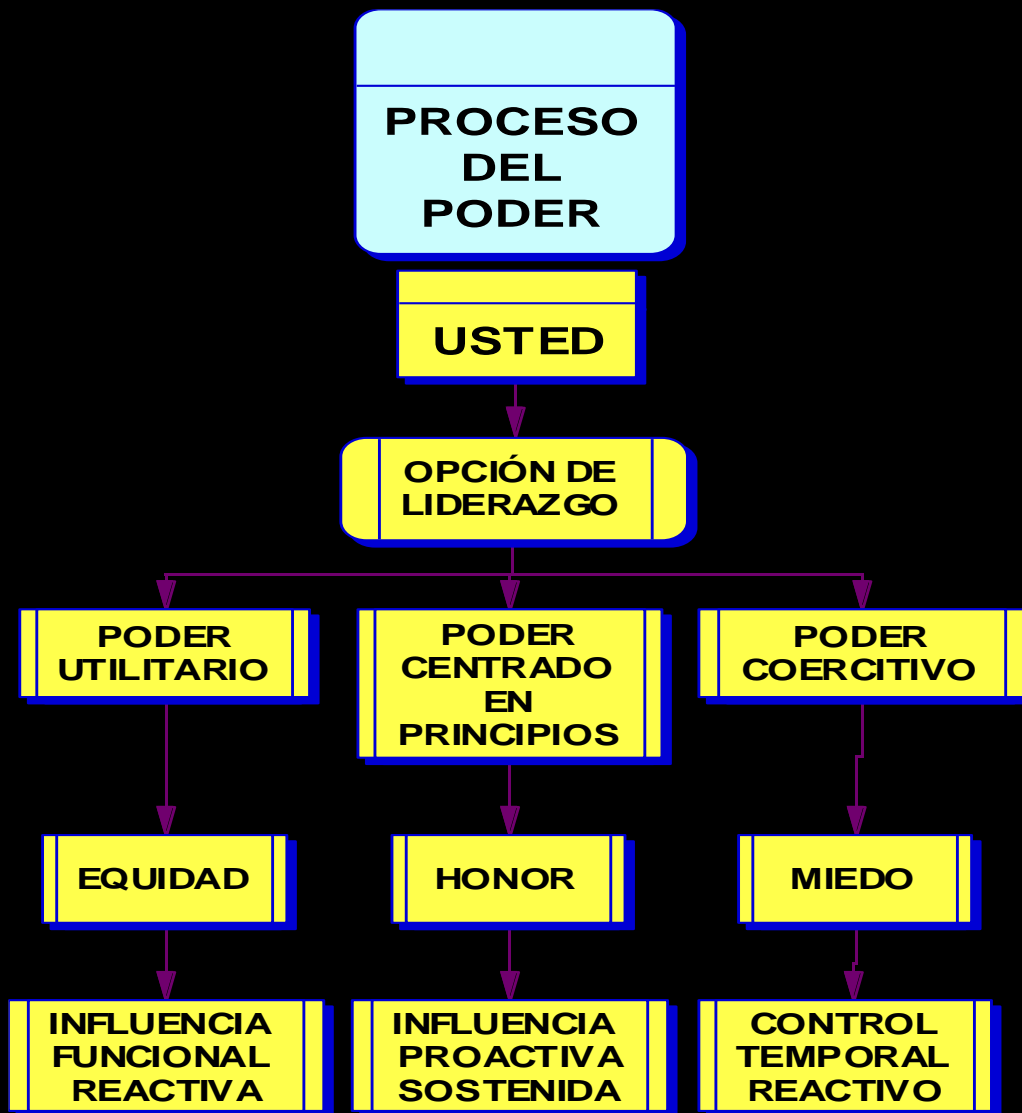 PROCESO
DEL
PODER
USTED
OPCIÓN DE
LIDERAZGO
PODER
UTILITARIO
PODER
CENTRADO
EN
PRINCIPIOS
PODER
COERCITIVO
EQUIDAD
HONOR
MIEDO
INFLUENCIA
FUNCIONAL
REACTIVA
INFLUENCIA
PROACTIVA
SOSTENIDA
CONTROL
TEMPORAL
REACTIVO